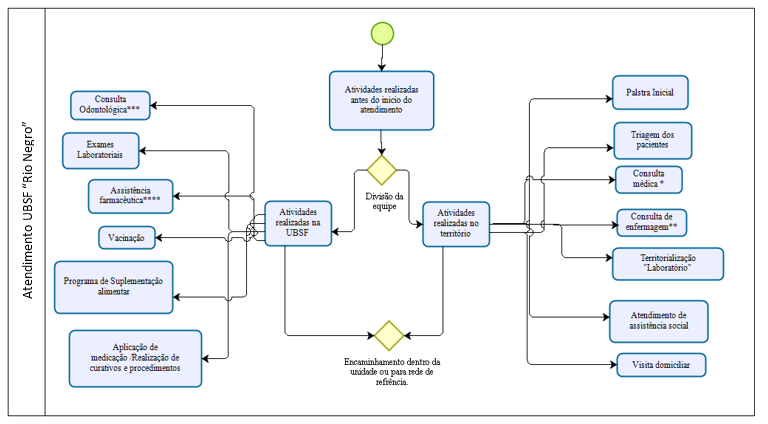 Atendimento UBSF "Rio Negro"
Atividades realizadas
antes do inicio do
atendimento
Divisão da
equipe
Consulta
Odontológica***
Exames
Laboratoriais
Assistência
farmacêutica****
Vacinação
Programa de Suplementação
alimentar
Aplicação de
medicação /Realização de
curativos e procedimentos
Atividades
realizadas na
UBSF
Atividades
realizadas no
território
Palstra Inicial
Triagem dos
pacientes
Consulta
médica *
Consulta de
enfermagem**
Territorialização
"Laboratório"
Atendimento de
assistência social
Visita domiciliar
Encaminhamento dentro da
unidade ou para rede de
refrência.